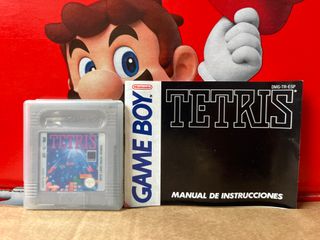 TETRIS
Nintendo
GAME BOY
DMG-TR-ESP
TETRIS
MANUAL DE INSTRUCCIONES